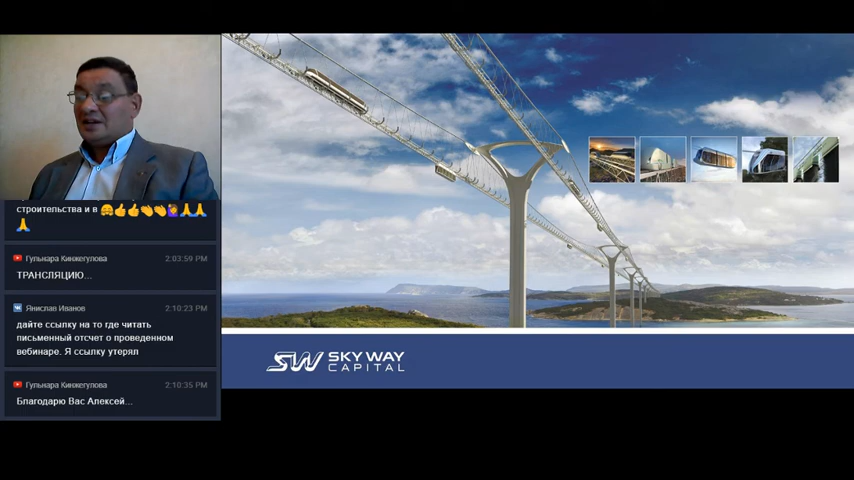 строительства и в 🤗👍👍👏👏🙋‍♀️🙏🙏
🙏
Гульнара Кинжегулова 2:03:59 PM
ТРАНСЛЯЦИЮ...
Янислав Иванов 2:10:23 PM
дайте ссылку на то где читать
письменный отсчет о проведенном
вебинаре. Я ссылку утерял
Гульнара Кинжегулова 2:10:35 PM
Благодарю Вас Алексей...
SW SKY WAY
CAPITAL